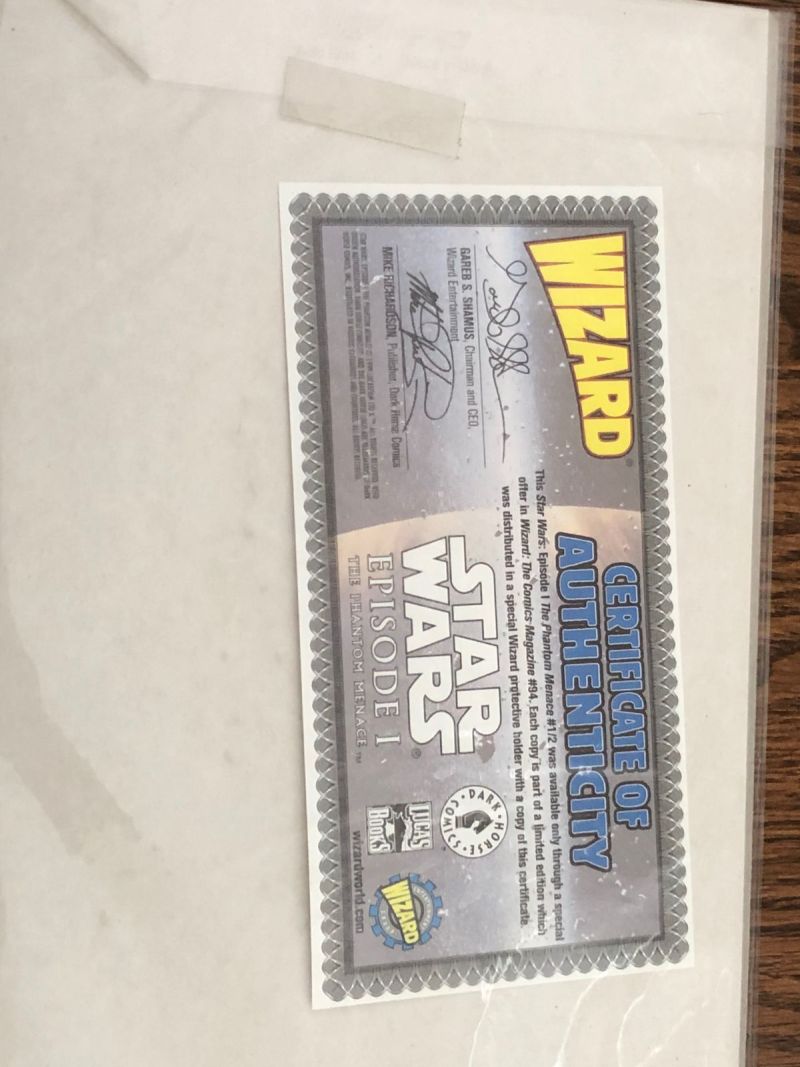 WIZARD®
CERTIFICATE OF
AUTHENTICITY
This Star Wars: Episode I The Phantom Menace #1/2 was available only through a special
offer in Wizard: The Comics Magazine #94. Each copy is part of a limited edition which
was distributed in a special Wizard protective holder with a copy of this certificate.
GAREB S. SHAMUS, Chairman and CEO,
Wizard Entertainment
MIKE RICHARDSON, Publisher, Dark Horse Comics
STAR
WARS®
EPISODE I
THE PHANTOM MENACE™
DARK HORSE COMICS
LUCAS
BOOKS
WIZARD
wizardworld.com